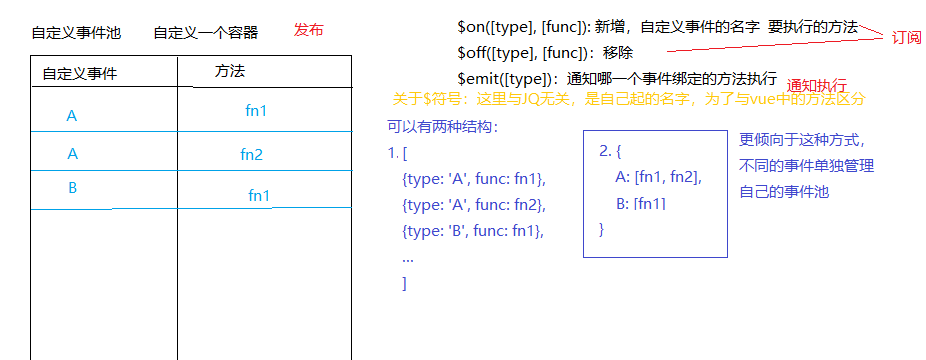 自定义事件池 自定义一个容器 发布
自定义事件 方法
A fn1
A fn2
B fn1
$on([type], [func]): 新增，自定义事件的名字 要执行的方法
$off([type], [func])：移除
订阅
$emit([type])：通知哪一个事件绑定的方法执行
通知执行
关于$符号：这里与JQ无关，是自己起的名字，为了与vue中的方法区分
可以有两种结构：
1. [
{type: 'A', func: fn1},
{type: 'A', func: fn2},
{type: 'B', func: fn1},
...
]
2. {
A: [fn1, fn2],
B: [fn1]
}
更倾向于这种方式，
不同的事件单独管理
自己的事件池